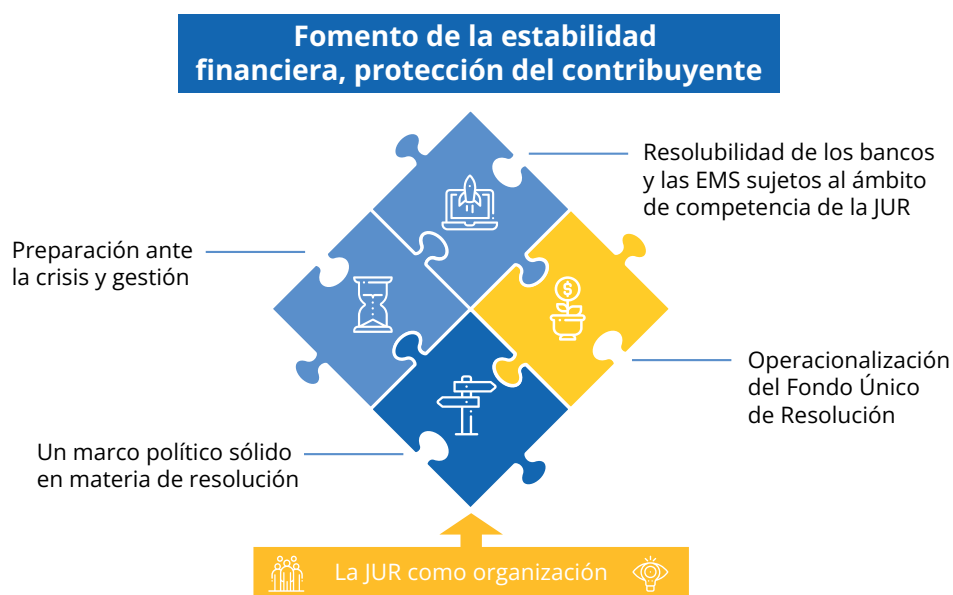 Fomento de la estabilidad
financiera, protección del contribuyente
Resolubilidad de los bancos
y las EMS sujetos al ámbito
de competencia de la JUR
Preparación ante
la crisis y gestión
$
Operacionalización
del Fondo Único
de Resolución
Un marco político sólido
en materia de resolución
La JUR como organización